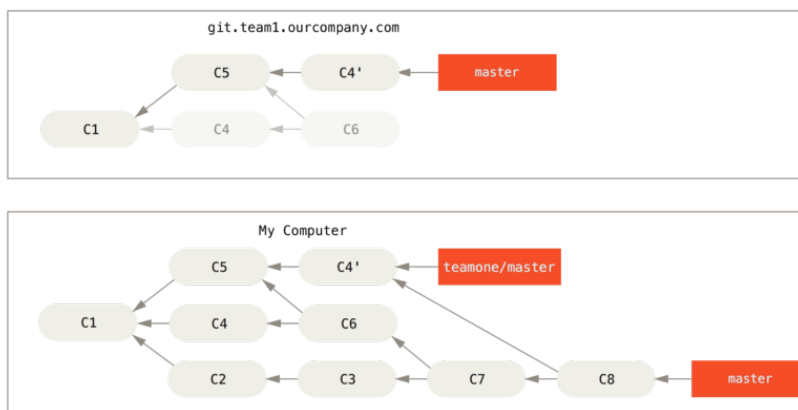 git.team1.ourcompany.com
C5 C4' master
C1 C4 C6
My Computer
C5 C4' teamone/master
C1 C4 C6
C2 C3 C7 C8 master